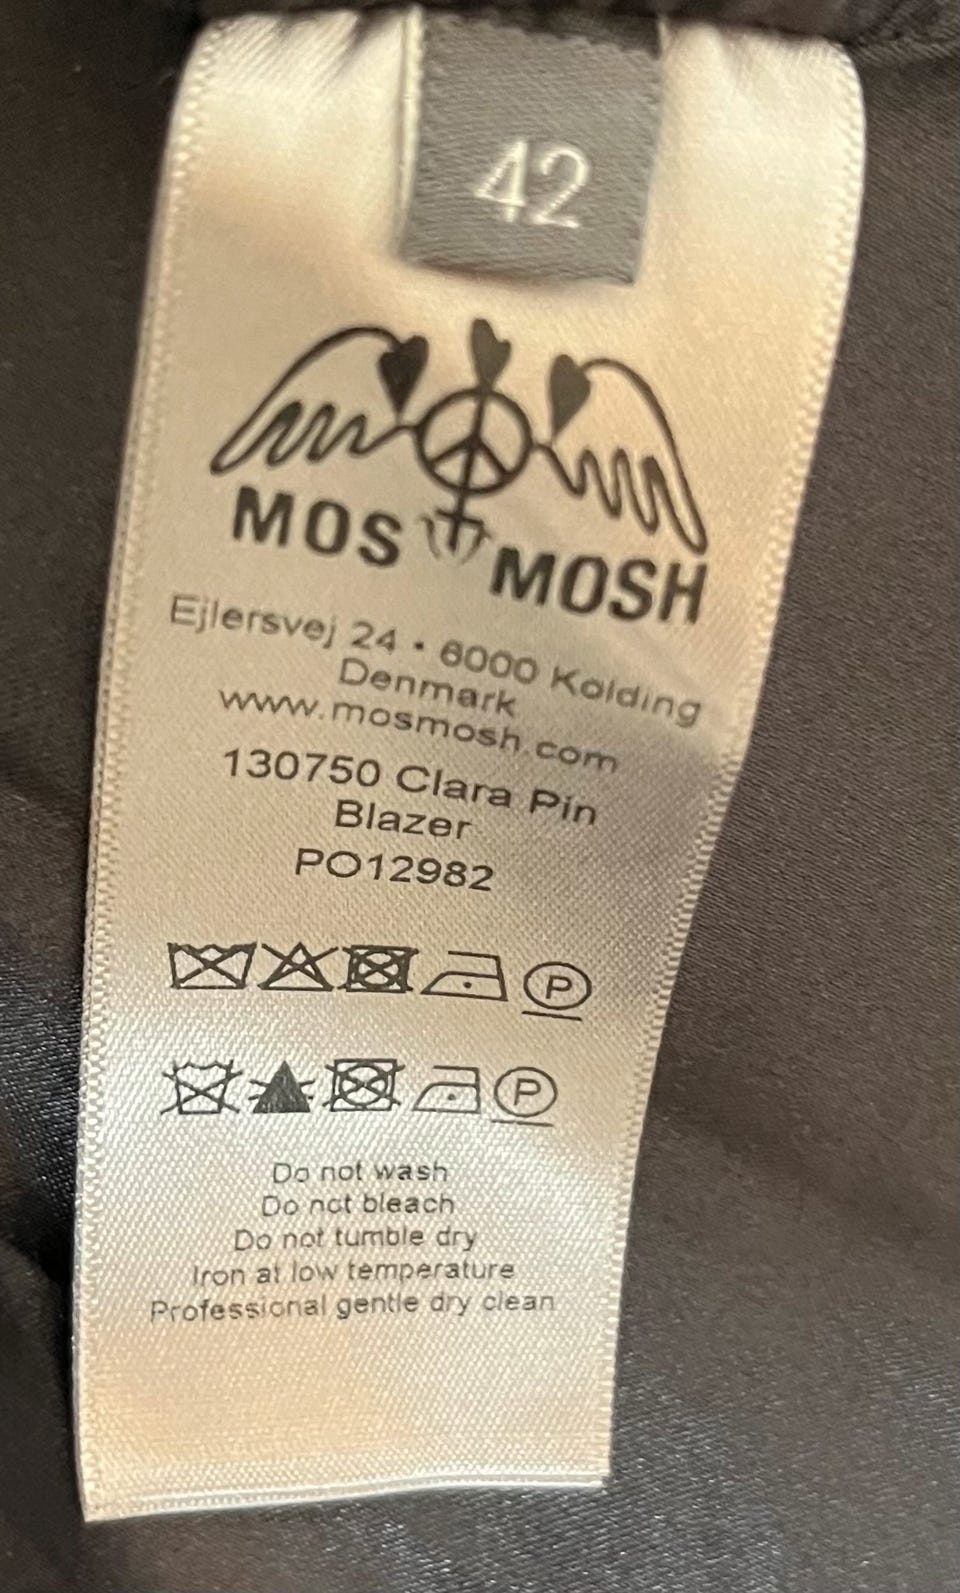 42
MOS MOSH
Ejlersvej 24 • 6000 Kolding
Denmark
www.mosmosh.com
130750 Clara Pin
Blazer
PO12982
P
P
Do not wash
Do not bleach
Do not tumble dry
Iron at low temperature
Professional gentle dry clean